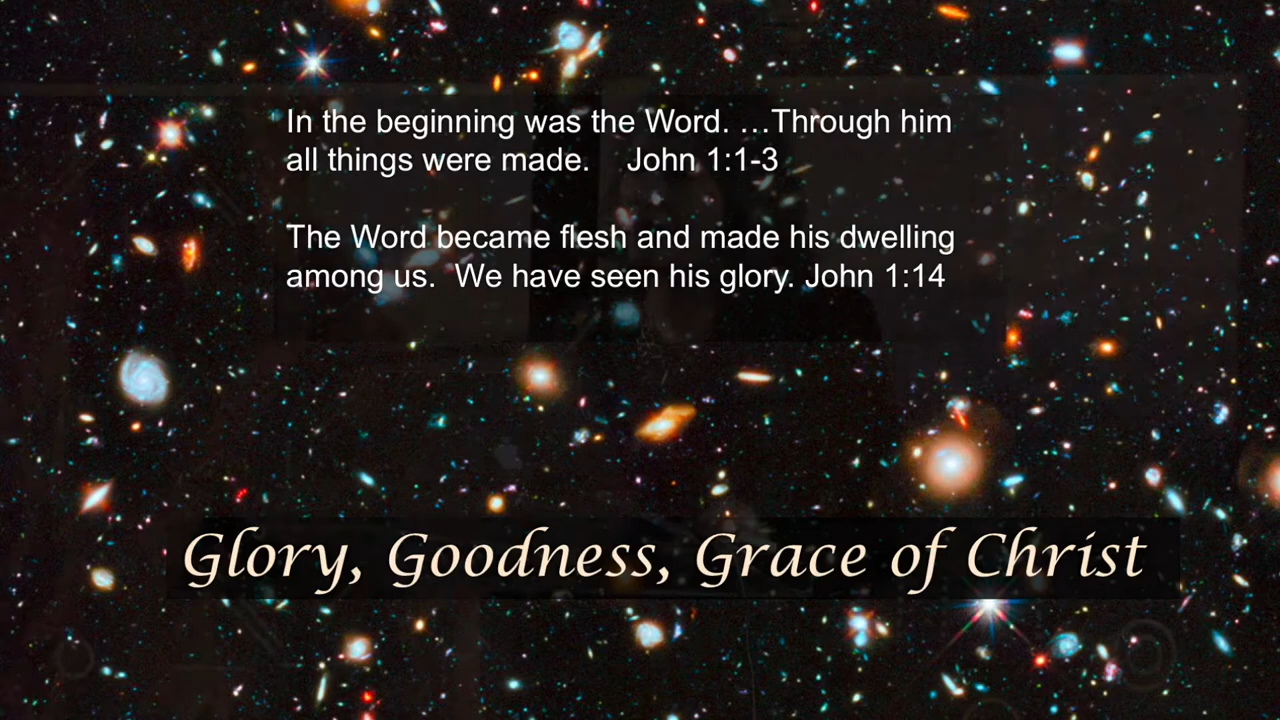 In the beginning was the Word. …Through him
all things were made. John 1:1-3
The Word became flesh and made his dwelling
among us. We have seen his glory. John 1:14
Glory, Goodness, Grace of Christ